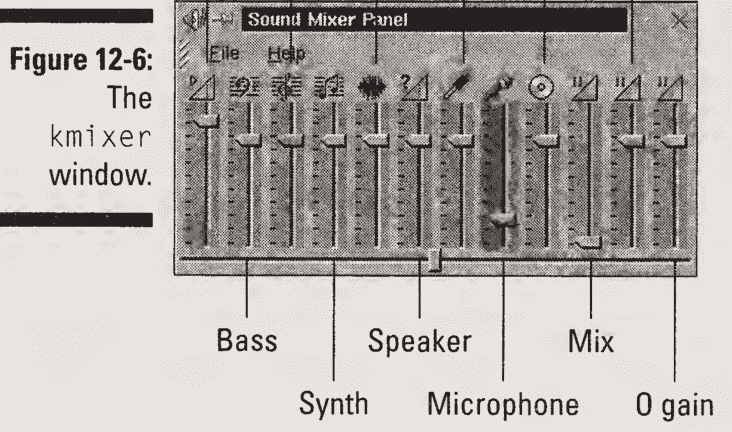 Figure 12-6:
The
kmixer
window.
Sound Mixer Panel
File Help
Bass
Speaker
Mix
Synth
Microphone
O gain